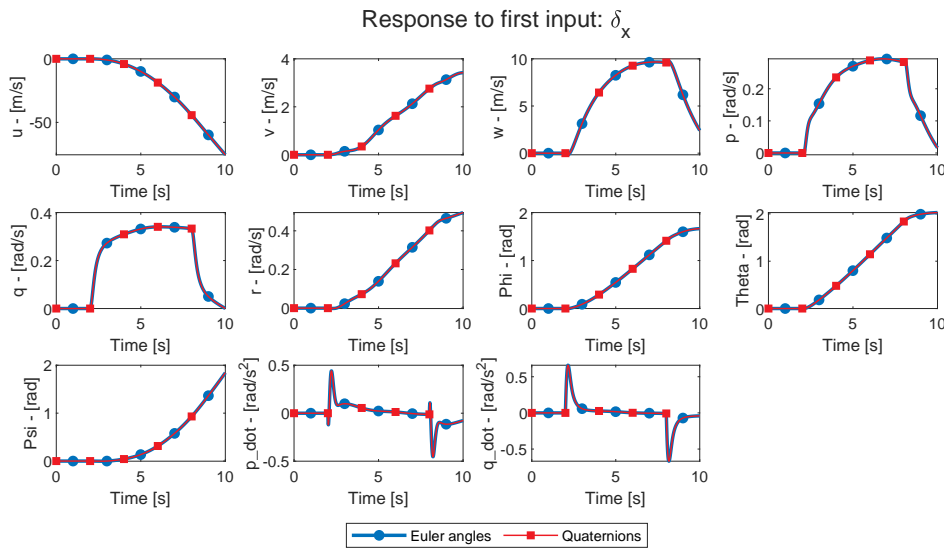 Response to first input: δx
u - [m/s]
0
-50
0 5 10
Time [s]
v - [m/s]
4
2
0
0 5 10
Time [s]
w - [m/s]
10
5
0
0 5 10
Time [s]
p - [rad/s]
0.2
0.1
0
0 5 10
Time [s]
q - [rad/s]
0.4
0.2
0
0 5 10
Time [s]
r - [rad/s]
0.4
0.2
0
0 5 10
Time [s]
Phi - [rad]
2
1
0
0 5 10
Time [s]
Theta - [rad]
2
1
0
0 5 10
Time [s]
Psi - [rad]
2
1
0
0 5 10
Time [s]
p_dot - [rad/s²]
0.5
0
-0.5
0 5 10
Time [s]
q_dot - [rad/s²]
0.5
0
-0.5
0 5 10
Time [s]
Euler angles Quaternions